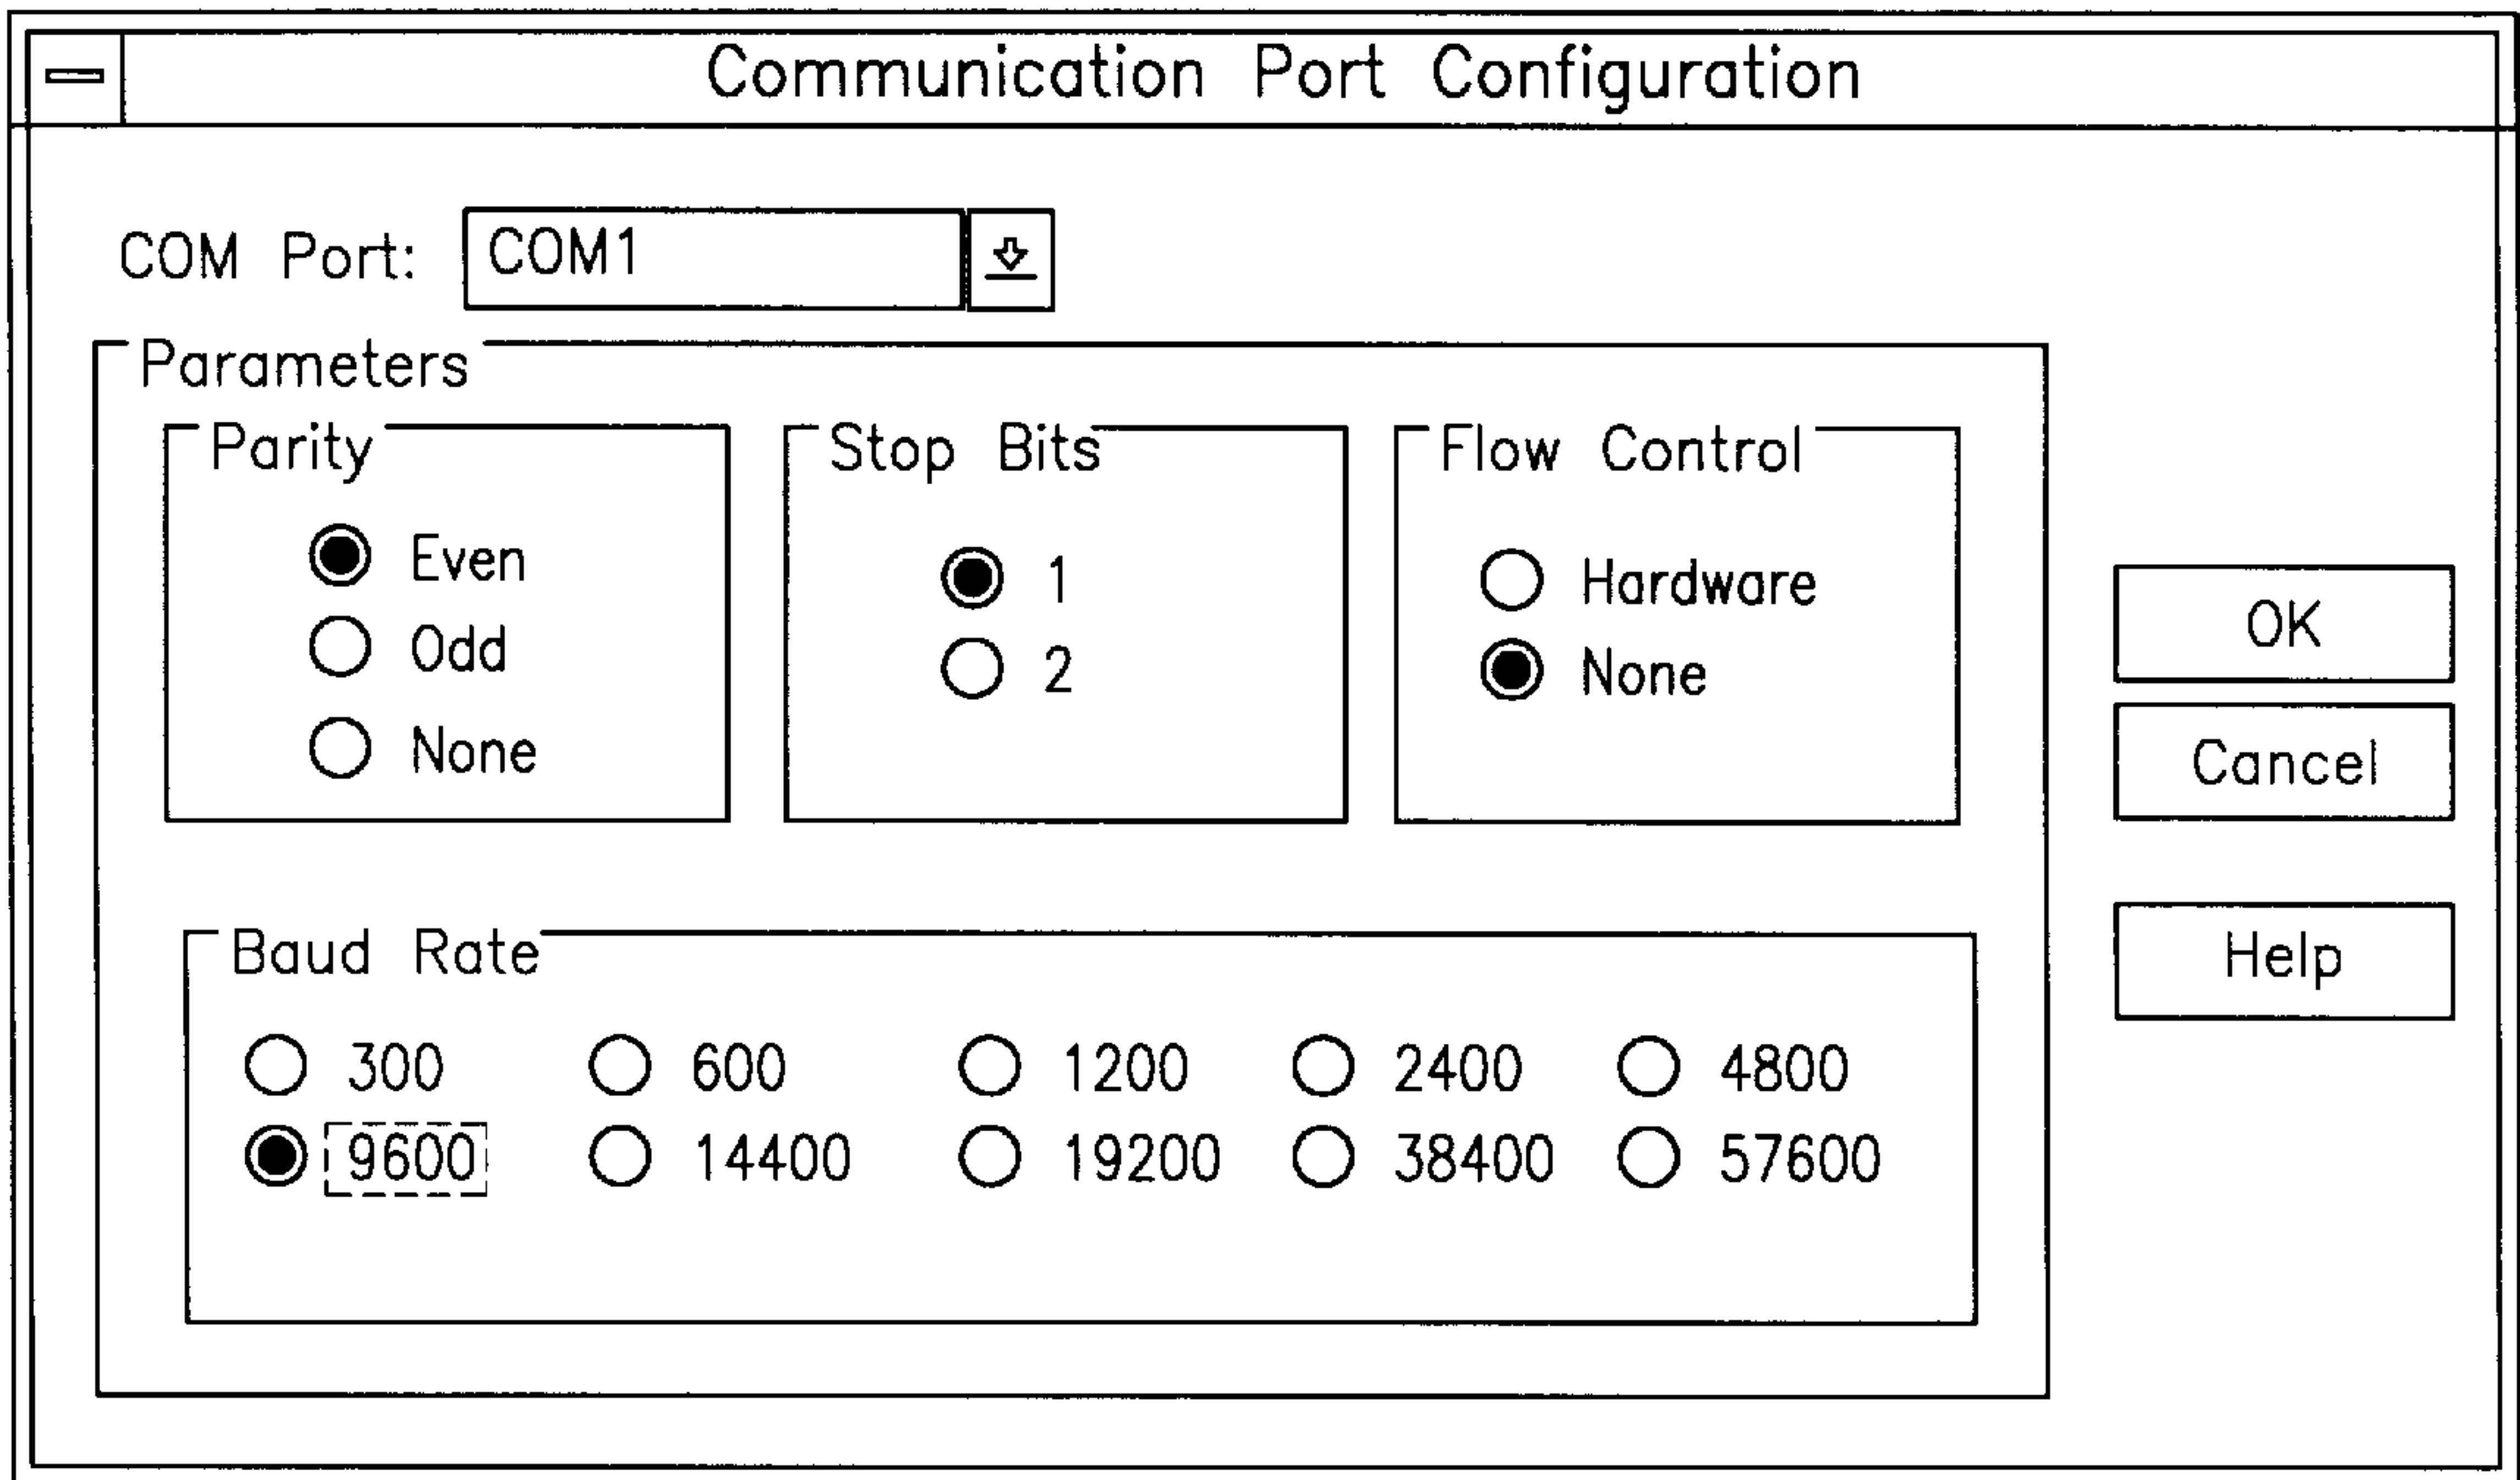 Communication Port Configuration
COM Port: COM1
Parameters
Parity
Even
Odd
None
Stop Bits
1
2
Flow Control
Hardware
None
OK
Cancel
Help
Baud Rate
300 600 1200 2400 4800
9600 14400 19200 38400 57600